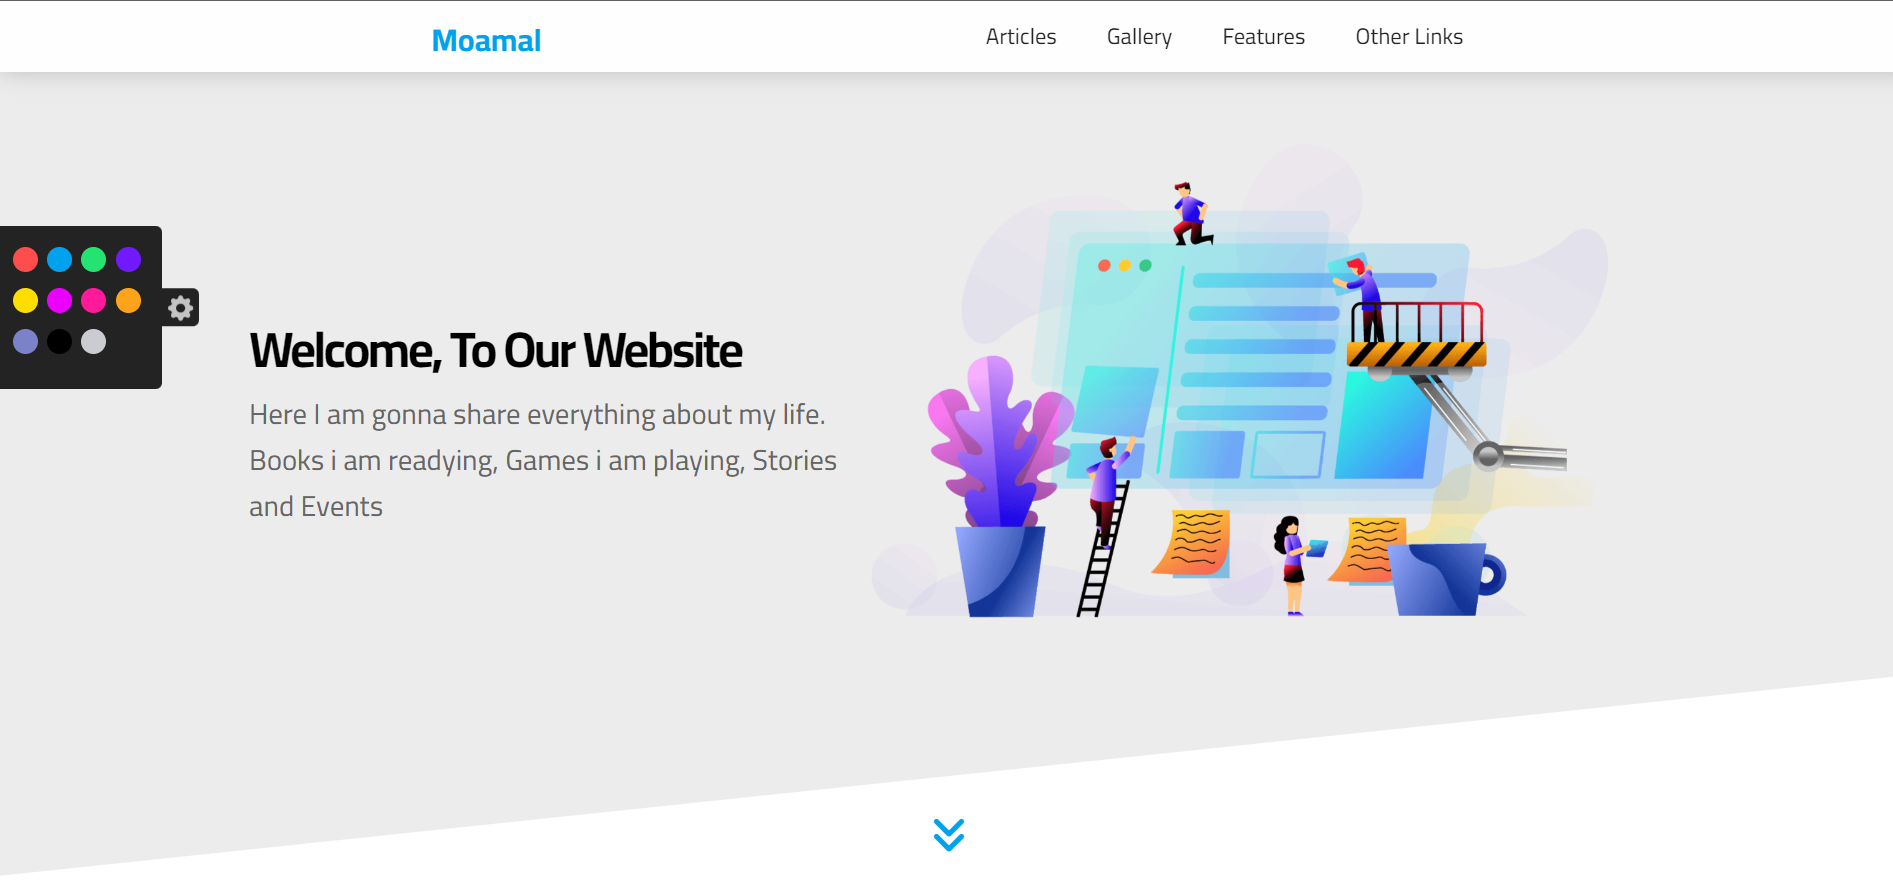 Moamal
Articles
Gallery
Features
Other Links
Welcome, To Our Website
Here I am gonna share everything about my life.
Books i am readying, Games i am playing, Stories
and Events